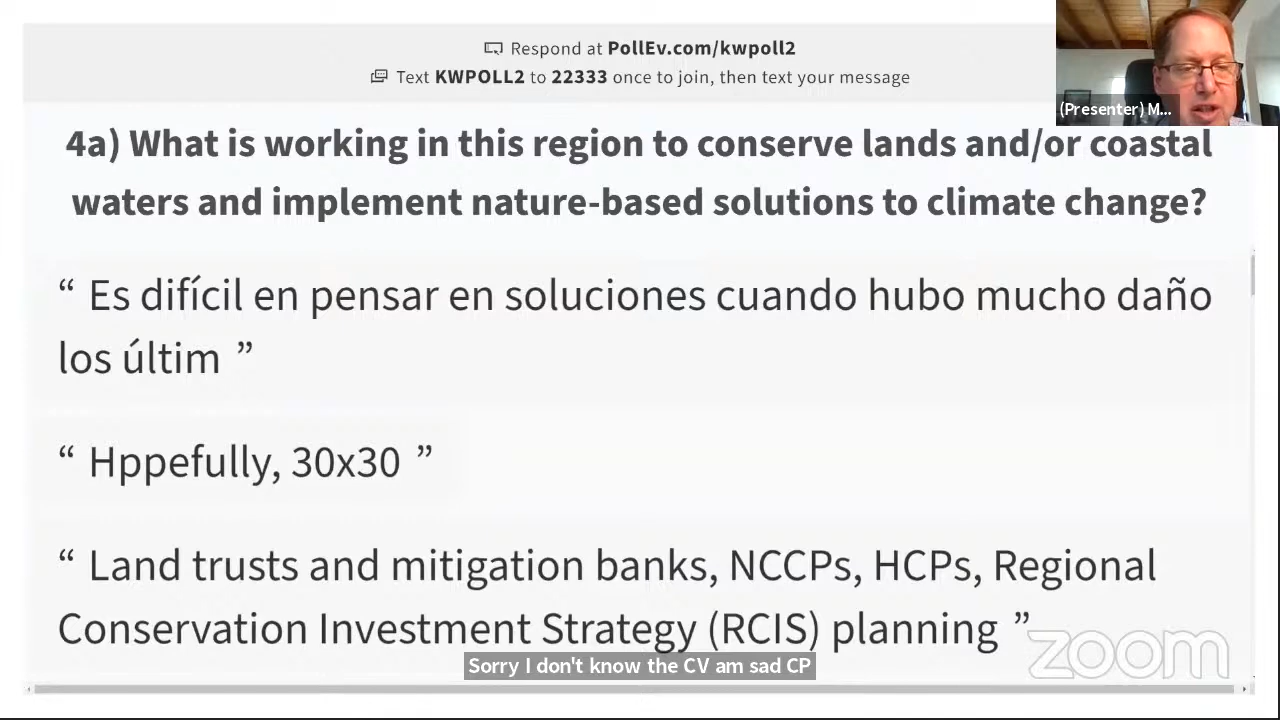 Respond at PollEv.com/kwpoll2
Text KWPOLL2 to 22333 once to join, then text your message
(Presenter) M...
4a) What is working in this region to conserve lands and/or coastal
waters and implement nature-based solutions to climate change?
“ Es difícil en pensar en soluciones cuando hubo mucho daño
los últim ”
“ Hppefully, 30x30 ”
“ Land trusts and mitigation banks, NCCPs, HCPs, Regional
Conservation Investment Strategy (RCIS) planning ”
zoom
Sorry I don't know the CV am sad CP